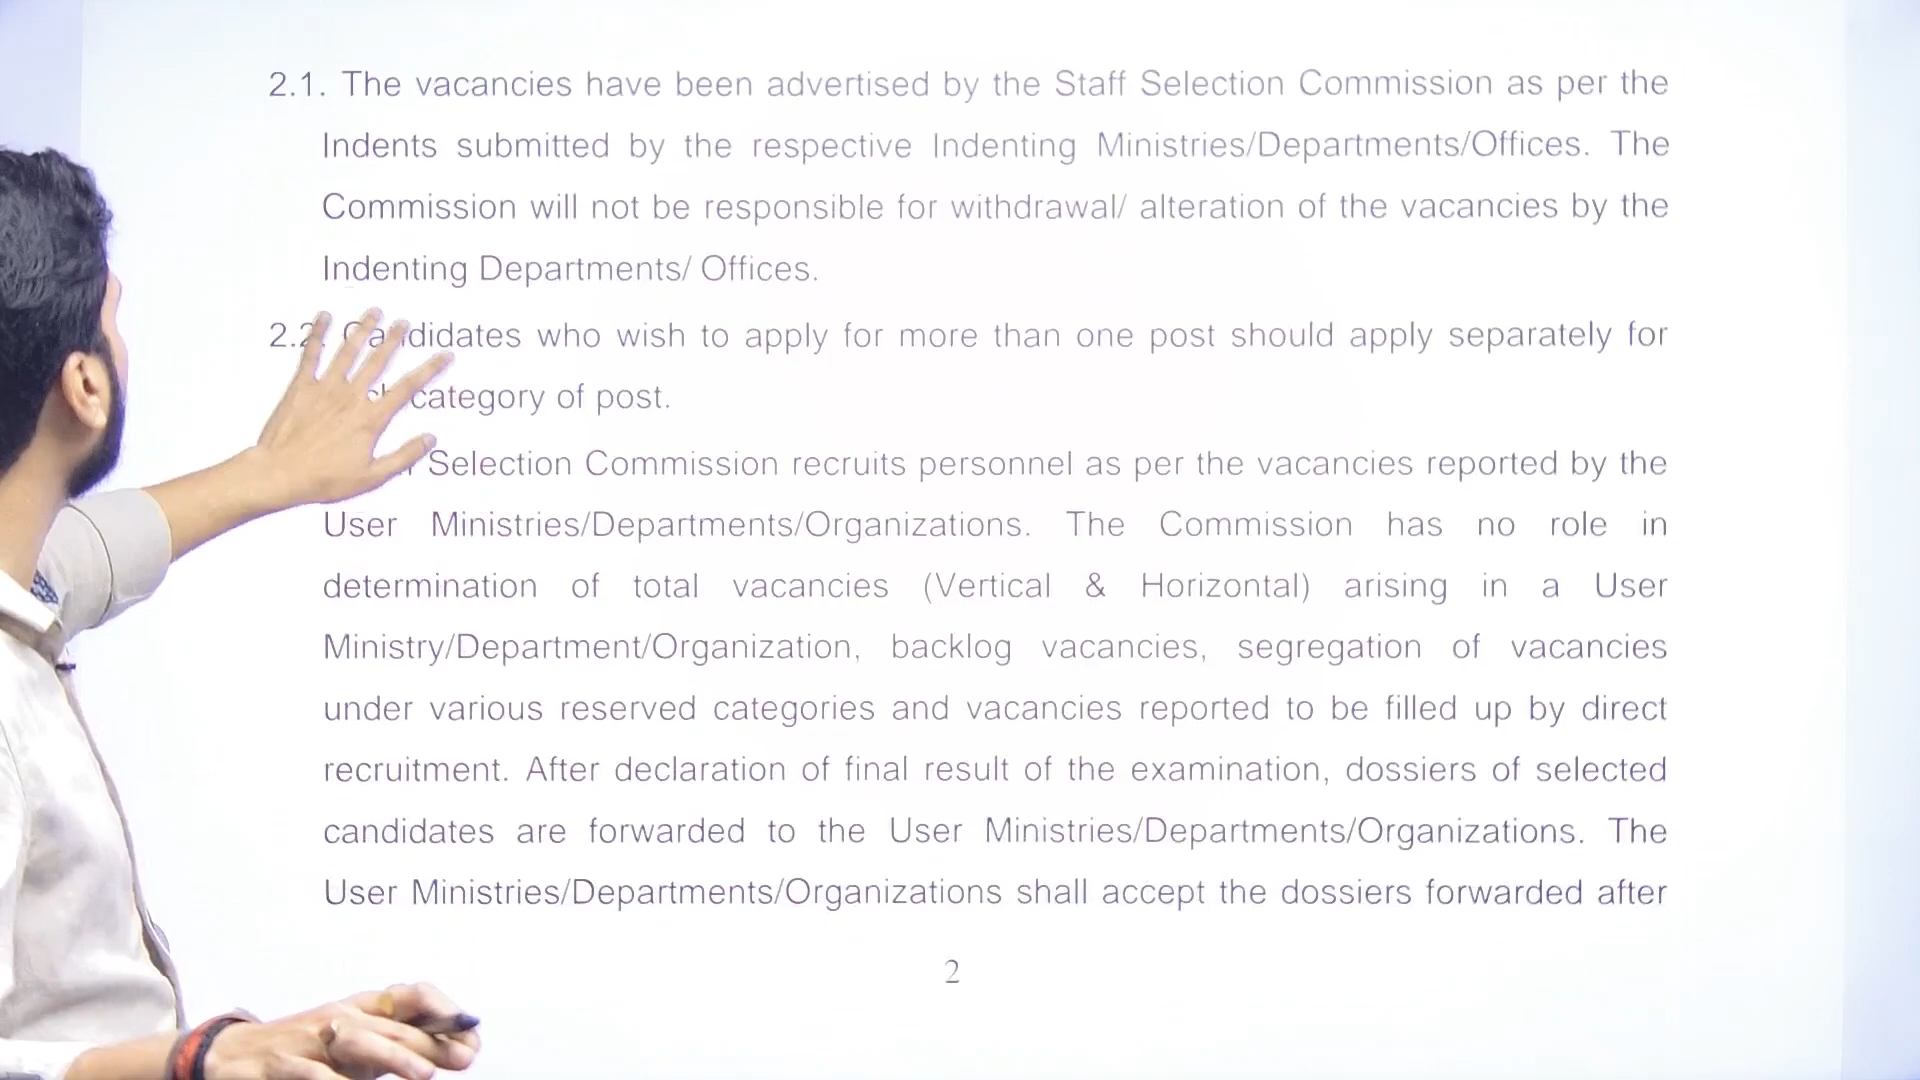 2.1. The vacancies have been advertised by the Staff Selection Commission as per the
Indents submitted by the respective Indenting Ministries/Departments/Offices. The
Commission will not be responsible for withdrawal/ alteration of the vacancies by the
Indenting Departments/ Offices.
2.2. Candidates who wish to apply for more than one post should apply separately for
category of post.
Selection Commission recruits personnel as per the vacancies reported by the
User Ministries/Departments/Organizations. The Commission has no role in
determination of total vacancies (Vertical & Horizontal) arising in a User
Ministry/Department/Organization, backlog vacancies, segregation of vacancies
under various reserved categories and vacancies reported to be filled up by direct
recruitment. After declaration of final result of the examination, dossiers of selected
candidates are forwarded to the User Ministries/Departments/Organizations. The
User Ministries/Departments/Organizations shall accept the dossiers forwarded after
2